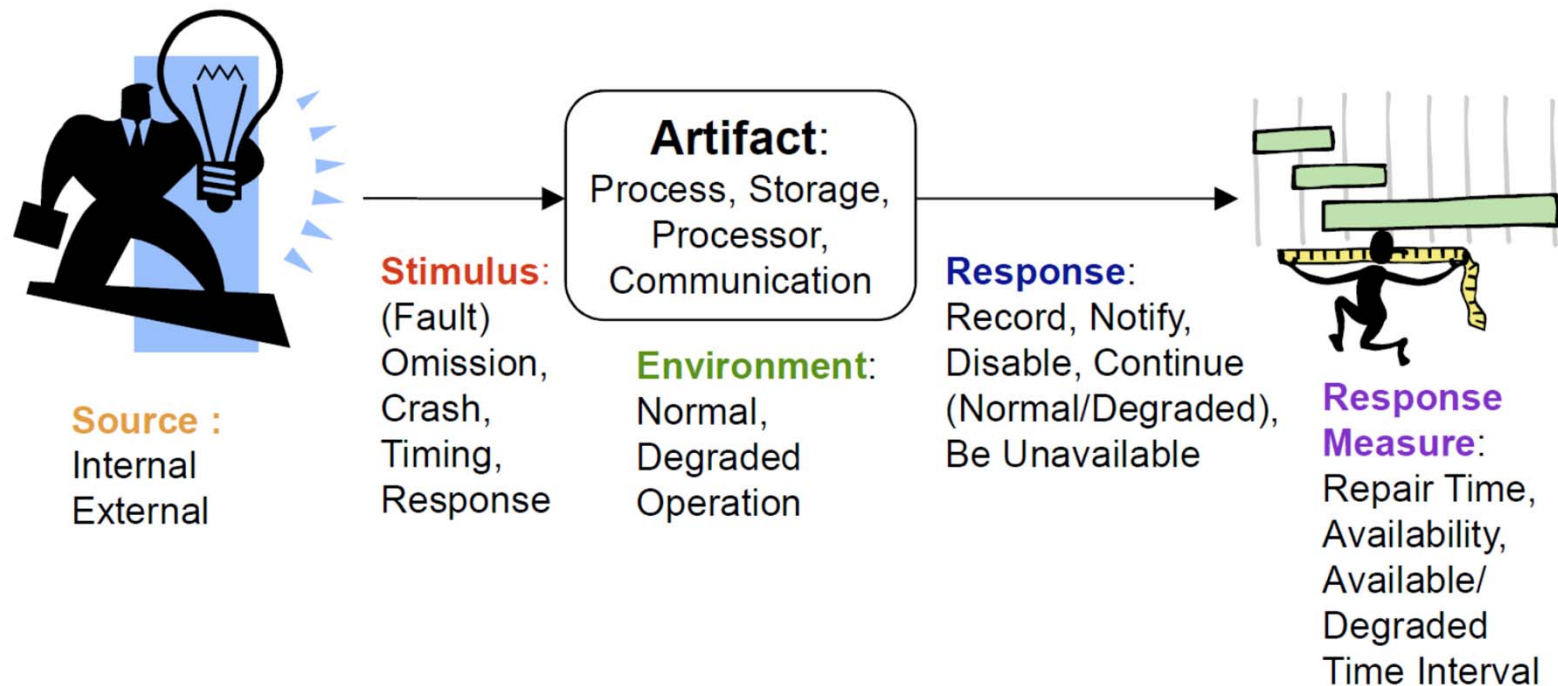 Source :
Internal
External
Stimulus:
(Fault)
Omission,
Crash,
Timing,
Response
Artifact:
Process, Storage,
Processor,
Communication
Environment:
Normal,
Degraded
Operation
Response:
Record, Notify,
Disable, Continue
(Normal/Degraded),
Be Unavailable
Response
Measure:
Repair Time,
Availability,
Available/
Degraded
Time Interval